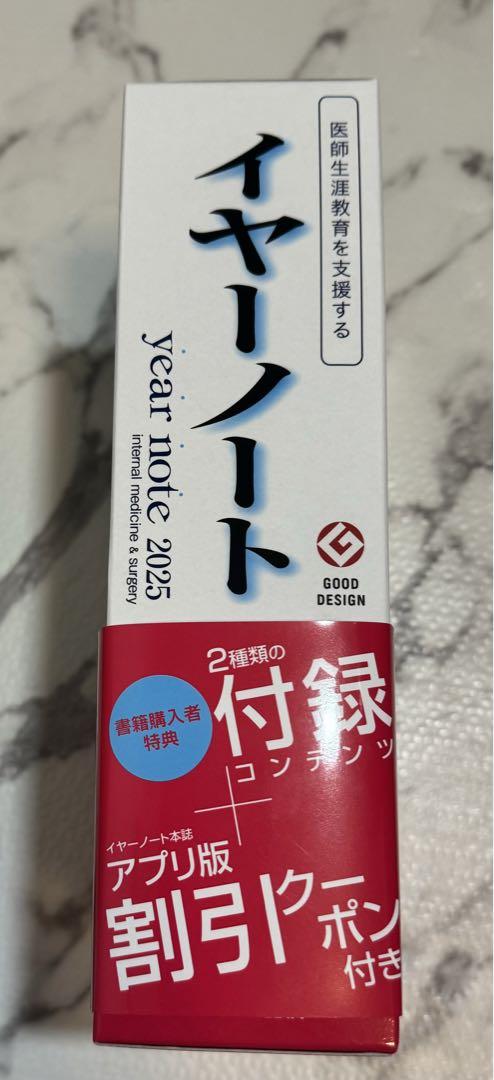 医師生涯教育を支援する
イヤーノート
year note 2025
internal medicine & surgery
GOOD
DESIGN
2種類の
付録
コンテンツ
書籍購入者
特典
+
イヤーノート本誌
アプリ版
割引クー
ポン
付き